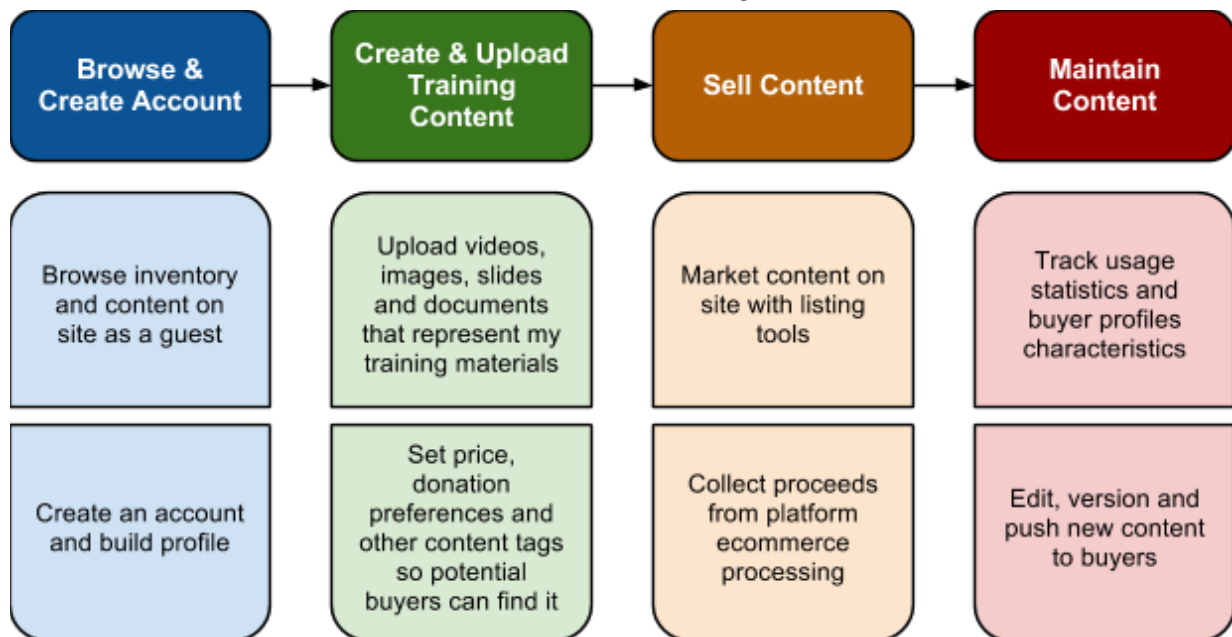 Browse &
Create Account
Create & Upload
Training
Content
Sell Content
Maintain
Content
Browse inventory
and content on
site as a guest
Upload videos,
images, slides
and documents
that represent my
training materials
Market content on
site with listing
tools
Track usage
statistics and
buyer profiles
characteristics
Create an account
and build profile
Set price,
donation
preferences and
other content tags
so potential
buyers can find it
Collect proceeds
from platform
ecommerce
processing
Edit, version and
push new content
to buyers